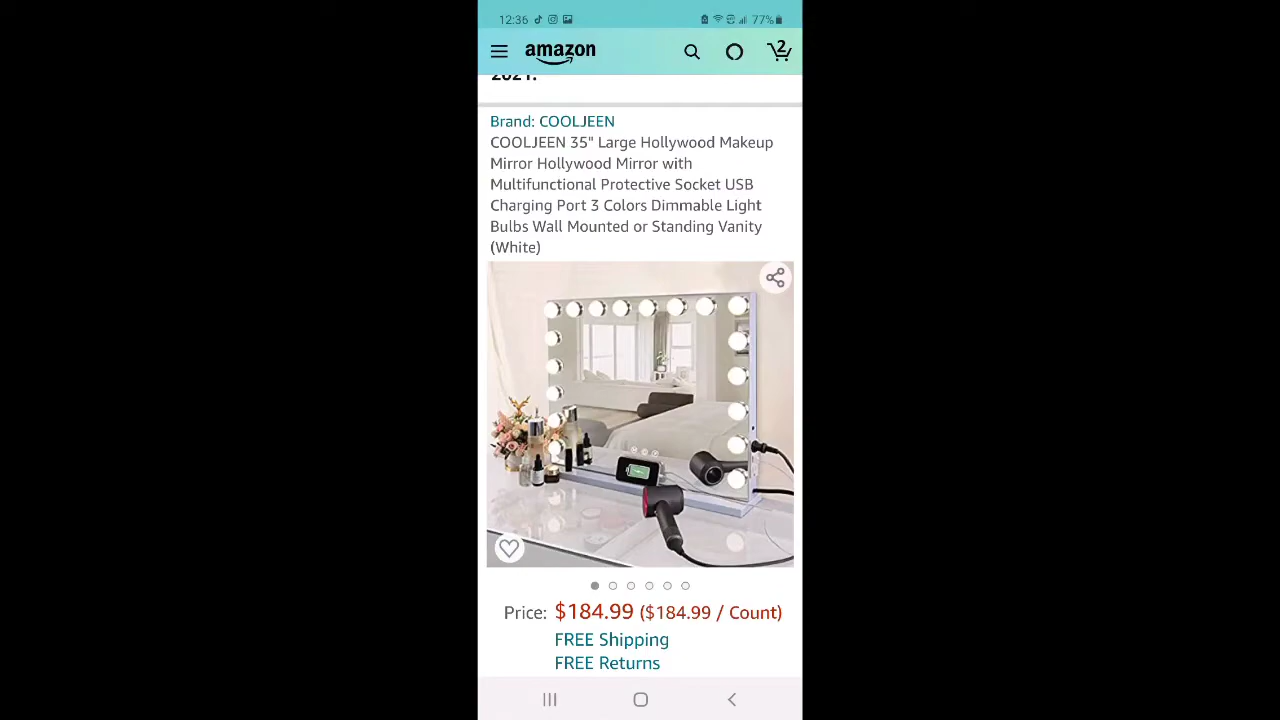 12:36
77%
amazon
2
2021.
Brand: COOLJEEN
COOLJEEN 35" Large Hollywood Makeup
Mirror Hollywood Mirror with
Multifunctional Protective Socket USB
Charging Port 3 Colors Dimmable Light
Bulbs Wall Mounted or Standing Vanity
(White)
Price: $184.99 ($184.99 / Count)
FREE Shipping
FREE Returns